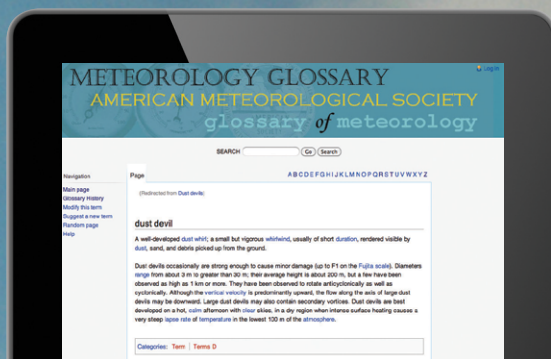 Log in
METEOROLOGY GLOSSARY
AMERICAN METEOROLOGICAL SOCIETY
glossary of meteorology
SEARCH Go Search
Navigation
Main page
Glossary History
Modify this term
Suggest a new term
Random page
Help
Page
A B C D E F G H I J K L M N O P Q R S T U V W X Y Z
(Redirected from Dust devils)
dust devil
A well-developed dust whirl; a small but vigorous whirlwind, usually of short duration, rendered visible by
dust, sand, and debris picked up from the ground.
Dust devils occasionally are strong enough to cause minor damage (up to F1 on the Fujita scale). Diameters
range from about 3 m to greater than 30 m; their average height is about 200 m, but a few have been
observed as high as 1 km or more. They have been observed to rotate anticyclonically as well as
cyclonically. Although the vertical velocity is predominantly upward, the flow along the axis of large dust
devils may be downward. Large dust devils may also contain secondary vortices. Dust devils are best
developed on a hot, calm afternoon with clear skies, in a dry region when intense surface heating causes a
very steep lapse rate of temperature in the lowest 100 m of the atmosphere.
Categories: Term | Terms D